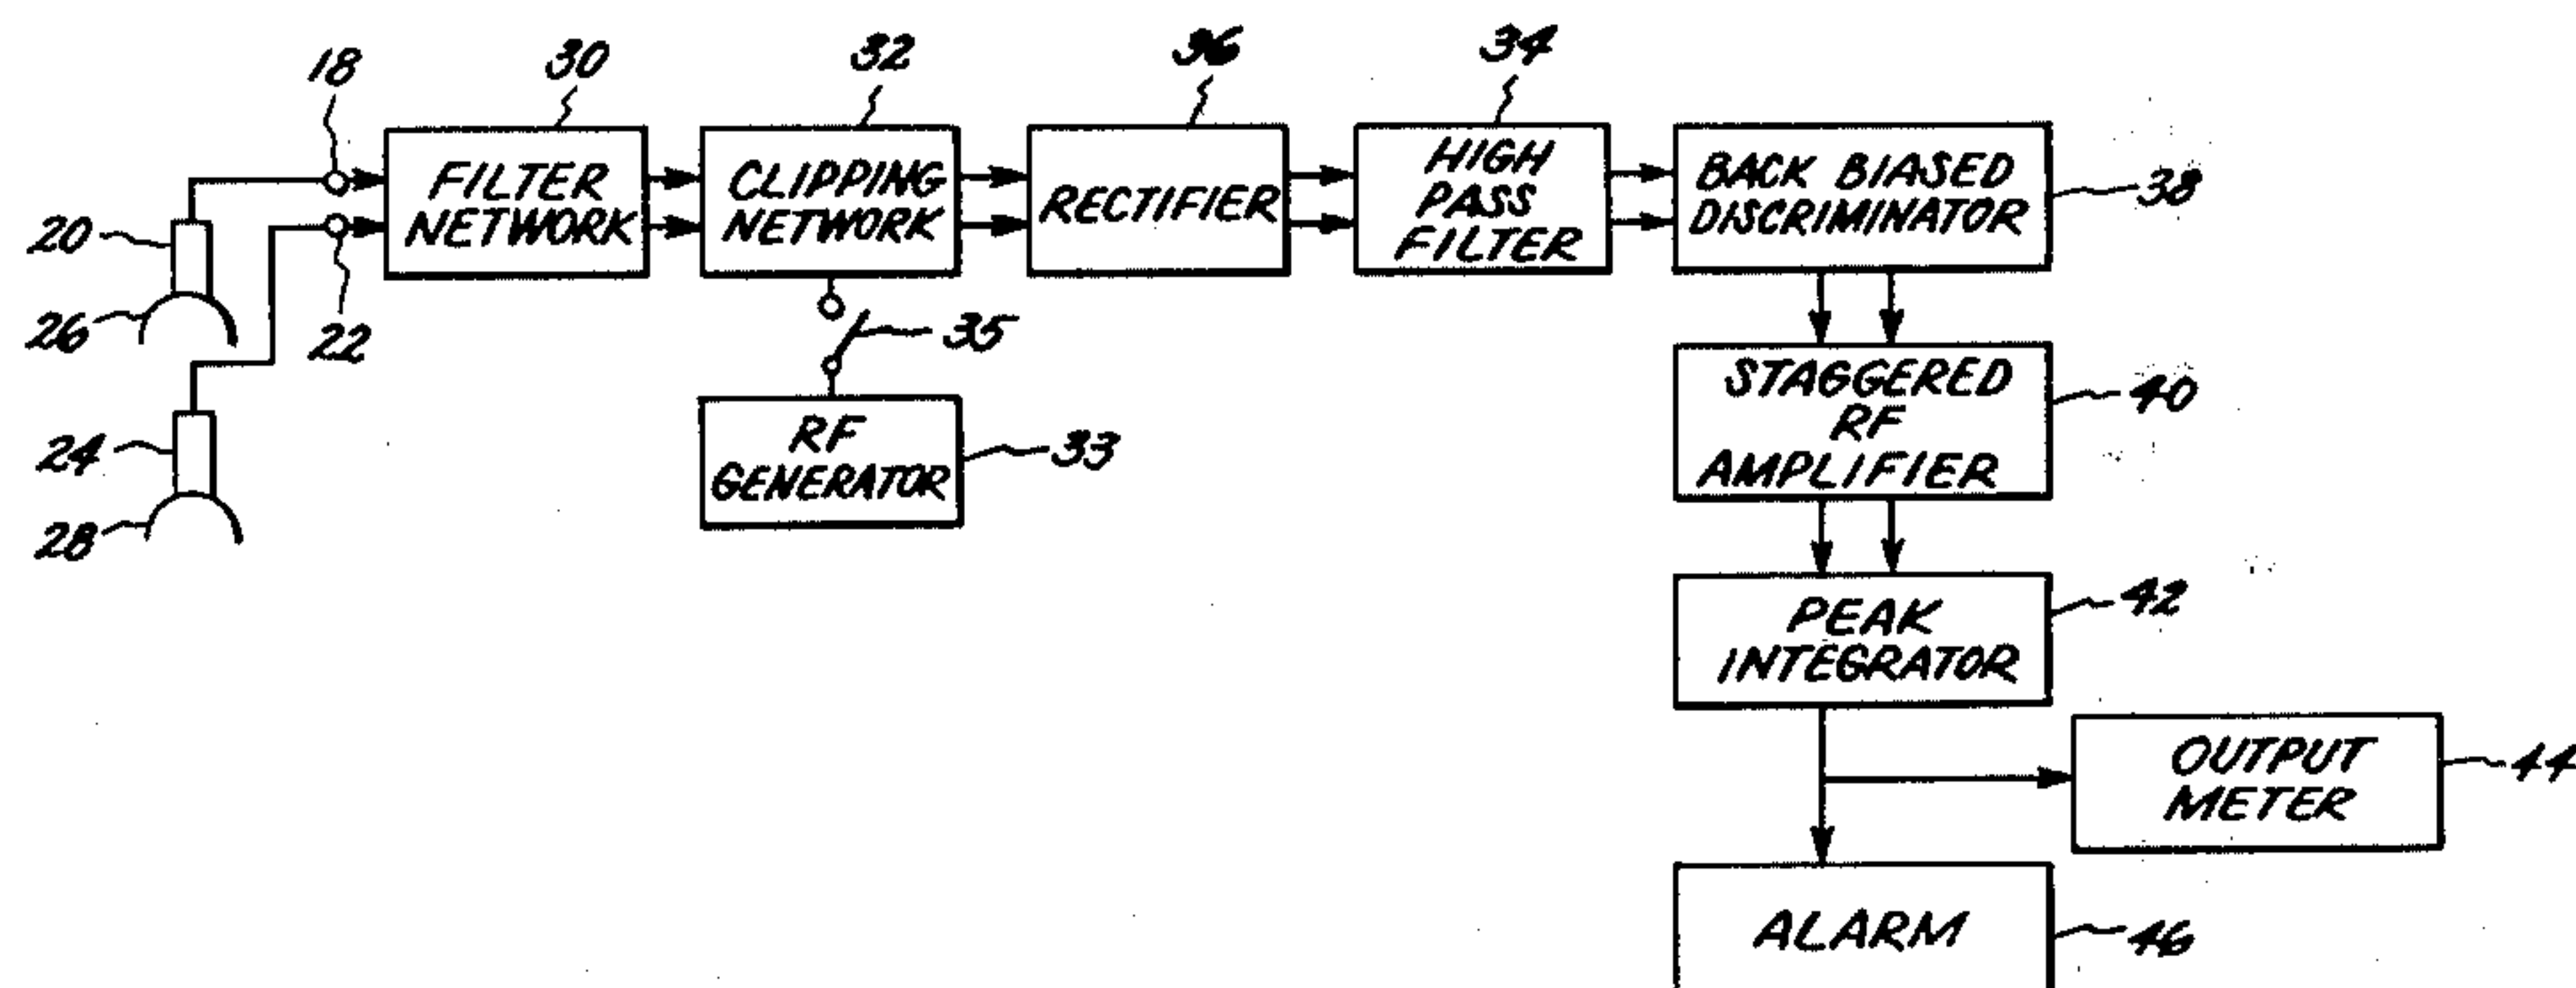 18
30
32
36
34
FILTER
NETWORK
CLIPPING
NETWORK
RECTIFIER
HIGH
PASS
FILTER
BACK BIASED
DISCRIMINATOR
38
20
26
22
35
24
28
RF
GENERATOR
33
STAGGERED
RF
AMPLIFIER
40
PEAK
INTEGRATOR
42
OUTPUT
METER
44
ALARM
46